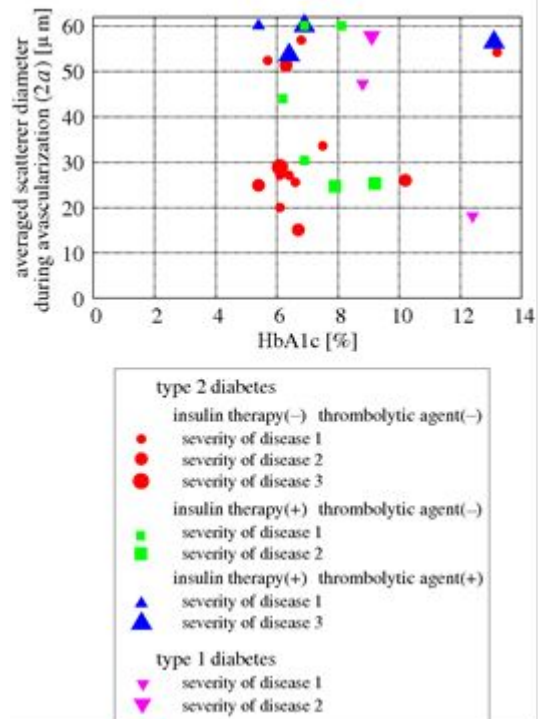 averaged scatterer diameter
during avascularization (2a) [μm]
60
50
40
30
20
10
0
0 2 4 6 8 10 12 14
HbA1c [%]
type 2 diabetes
insulin therapy(–) thrombolytic agent(–)
severity of disease 1
severity of disease 2
severity of disease 3
insulin therapy(+) thrombolytic agent(–)
severity of disease 1
severity of disease 2
insulin therapy(+) thrombolytic agent(+)
severity of disease 1
severity of disease 3
type 1 diabetes
severity of disease 1
severity of disease 2